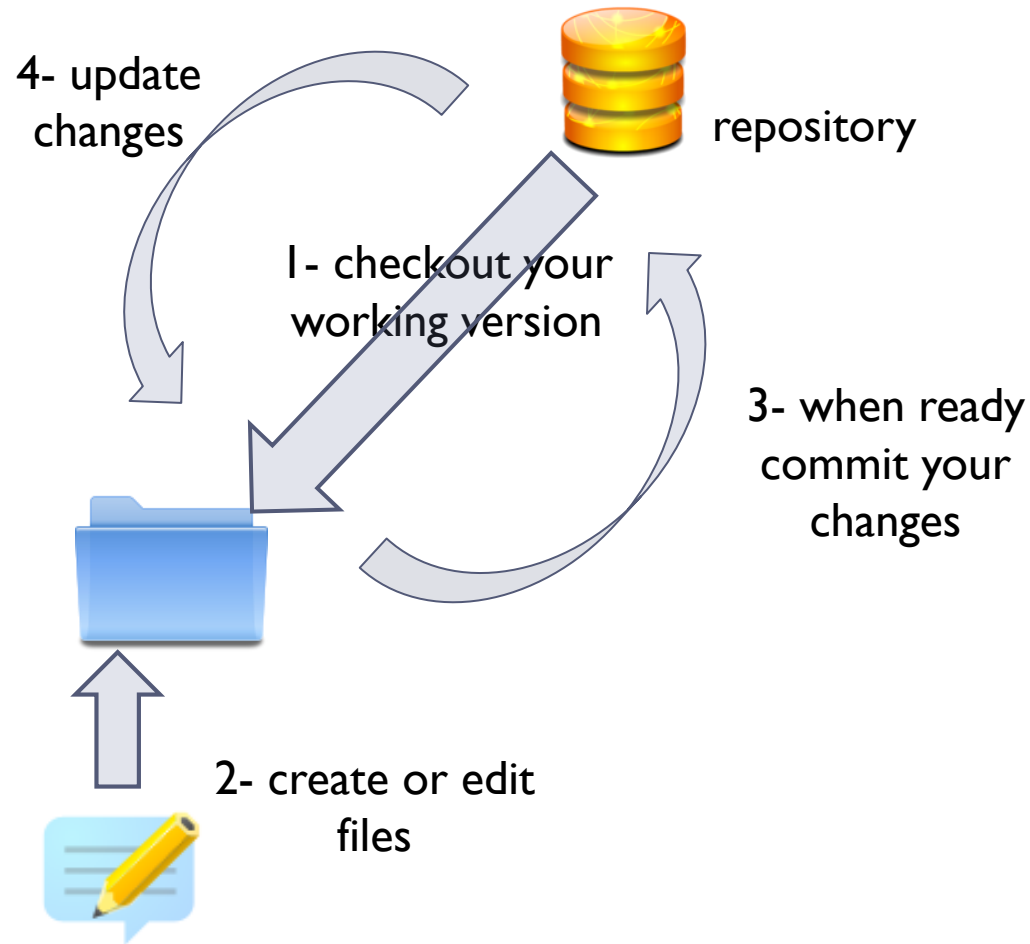 4- update
changes
repository
1- checkout your
working version
3- when ready
commit your
changes
2- create or edit
files